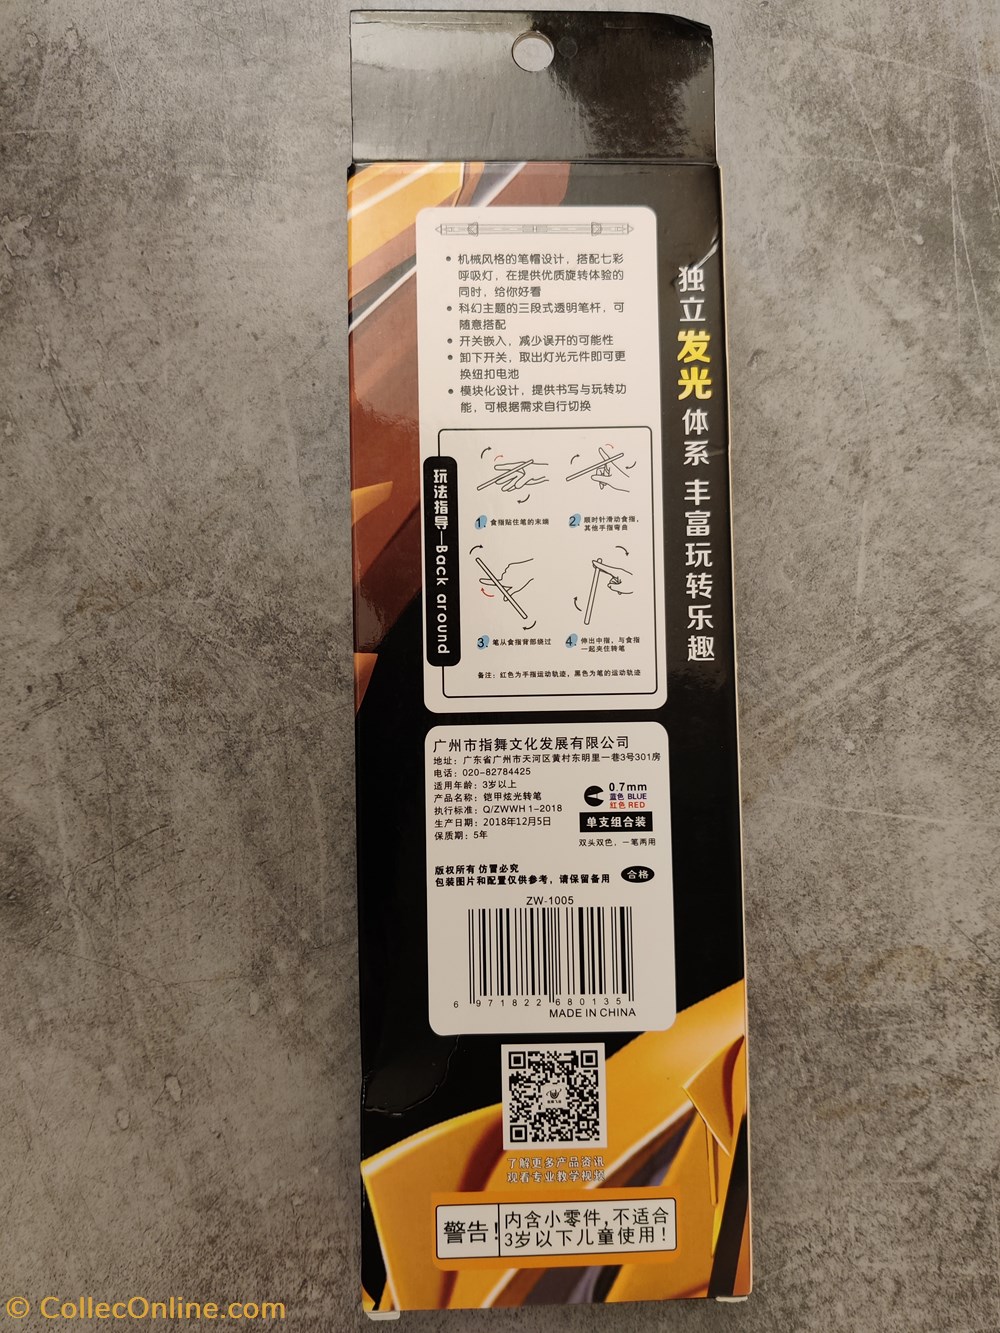 机械风格的笔帽设计，搭配七彩
呼吸灯，在提供优质旋转体验的
同时，给你好看
科幻主题的三段式透明笔杆，可
随意搭配
开关嵌入，减少误开的可能性
卸下开关，取出灯光元件即可更
换纽扣电池
模块化设计，提供书写与玩转功
能，可根据需求自行切换
独立发光体系 丰富玩转乐趣
玩法指导—Back around
1. 食指贴住笔的末端
2. 顺时针滑动食指，
其他手指弯曲
3. 笔从食指背部绕过
4. 伸出中指，与食指
一起夹住转笔
备注：红色为手指运动轨迹，黑色为笔的运动轨迹
广州市指舞文化发展有限公司
地址：广东省广州市天河区黄村东明里一巷3号301房
电话：020-82784425
适用年龄：3岁以上
产品名称：铠甲炫光转笔
执行标准：Q/ZWWH 1-2018
生产日期：2018年12月5日
保质期：5年
0.7mm
蓝色 BLUE
红色 RED
单支组合装
双头双色，一笔两用
版权所有 仿冒必究
包装图片和配置仅供参考，请保留备用
合格
ZW-1005
6 971822 680135
MADE IN CHINA
了解更多产品资讯
观看专业教学视频
警告！
内含小零件，不适合
3岁以下儿童使用！
© CollecOnline.com